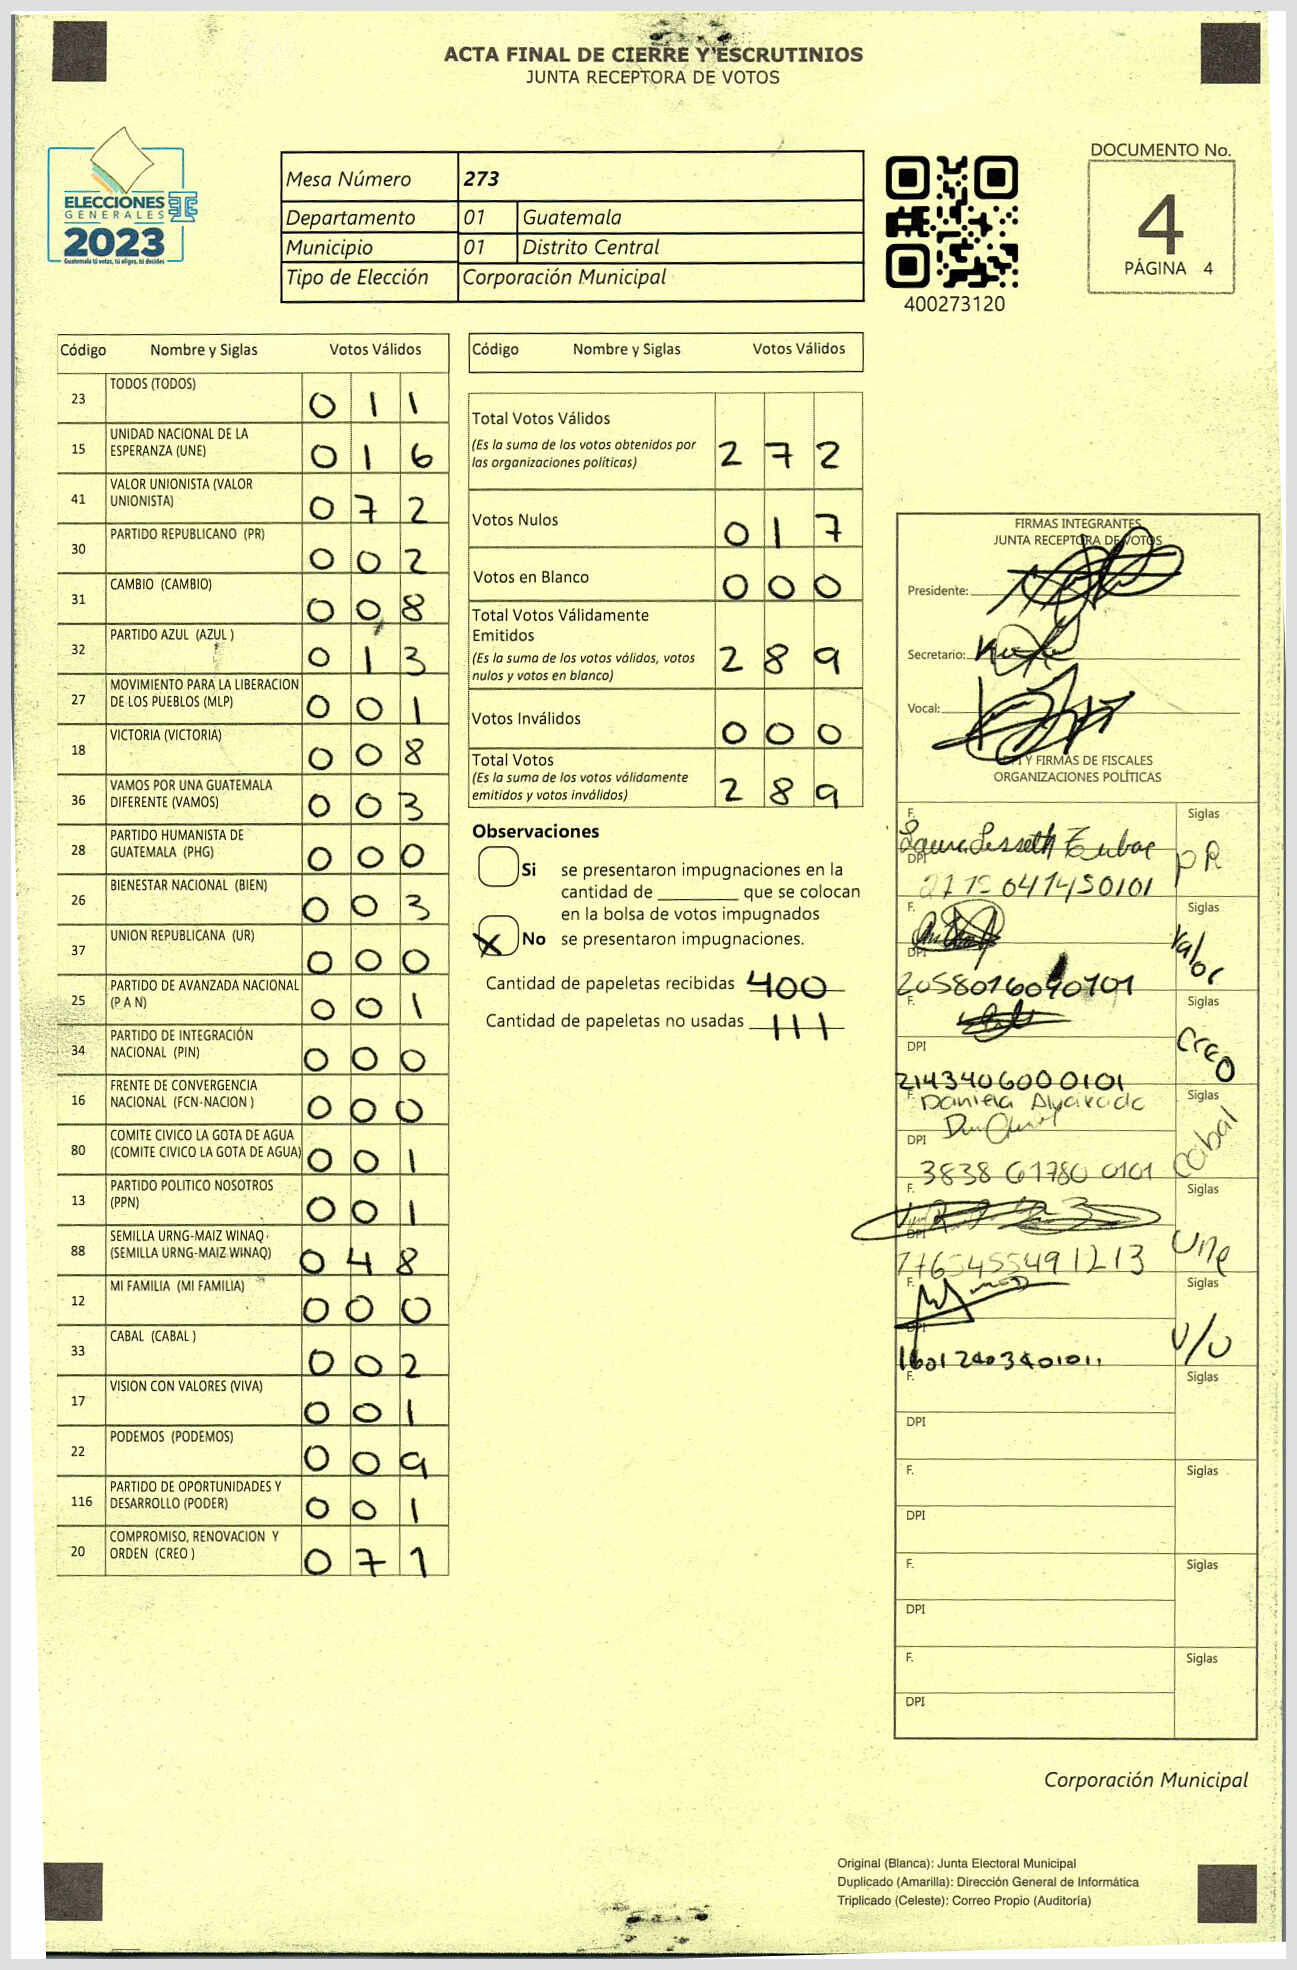 ACTA FINAL DE CIERRE Y ESCRUTINIOS
JUNTA RECEPTORA DE VOTOS
ELECCIONES
GENERALES
2023
Guatemala tú votas, tú eliges, tú decides
Mesa Número 273
Departamento 01 Guatemala
Municipio 01 Distrito Central
Tipo de Elección Corporación Municipal
400273120
DOCUMENTO No.
4
PÁGINA 4
Código Nombre y Siglas Votos Válidos
23 TODOS (TODOS) 0 1 1
15 UNIDAD NACIONAL DE LA
ESPERANZA (UNE) 0 1 6
41 VALOR UNIONISTA (VALOR
UNIONISTA) 0 7 2
30 PARTIDO REPUBLICANO (PR) 0 0 2
31 CAMBIO (CAMBIO) 0 0 8
32 PARTIDO AZUL (AZUL ) 0 1 3
27 MOVIMIENTO PARA LA LIBERACION
DE LOS PUEBLOS (MLP) 0 0 1
18 VICTORIA (VICTORIA) 0 0 8
36 VAMOS POR UNA GUATEMALA
DIFERENTE (VAMOS) 0 0 3
28 PARTIDO HUMANISTA DE
GUATEMALA (PHG) 0 0 0
26 BIENESTAR NACIONAL (BIEN) 0 0 3
37 UNION REPUBLICANA (UR) 0 0 0
25 PARTIDO DE AVANZADA NACIONAL
(P A N) 0 0 1
34 PARTIDO DE INTEGRACIÓN
NACIONAL (PIN) 0 0 0
16 FRENTE DE CONVERGENCIA
NACIONAL (FCN-NACION ) 0 0 0
80 COMITE CIVICO LA GOTA DE AGUA
(COMITE CIVICO LA GOTA DE AGUA) 0 0 1
13 PARTIDO POLITICO NOSOTROS
(PPN) 0 0 1
88 SEMILLA URNG-MAIZ WINAQ
(SEMILLA URNG-MAIZ WINAQ) 0 4 8
12 MI FAMILIA (MI FAMILIA) 0 0 0
33 CABAL (CABAL ) 0 0 2
17 VISION CON VALORES (VIVA) 0 0 1
22 PODEMOS (PODEMOS) 0 0 9
116 PARTIDO DE OPORTUNIDADES Y
DESARROLLO (PODER) 0 0 1
20 COMPROMISO, RENOVACION Y
ORDEN (CREO ) 0 7 1
Código Nombre y Siglas Votos Válidos
Total Votos Válidos
(Es la suma de los votos obtenidos por
las organizaciones políticas) 2 7 2
Votos Nulos 0 1 7
Votos en Blanco 0 0 0
Total Votos Válidamente
Emitidos
(Es la suma de los votos válidos, votos
nulos y votos en blanco) 2 8 9
Votos Inválidos 0 0 0
Total Votos
(Es la suma de los votos válidamente
emitidos y votos inválidos) 2 8 9
Observaciones
Si se presentaron impugnaciones en la
cantidad de ________ que se colocan
en la bolsa de votos impugnados
X No se presentaron impugnaciones.
Cantidad de papeletas recibidas 400
Cantidad de papeletas no usadas 111
FIRMAS INTEGRANTES
JUNTA RECEPTORA DE VOTOS
Presidente:
Secretario:
Vocal:
DPI Y FIRMAS DE FISCALES
ORGANIZACIONES POLÍTICAS
F. Siglas
DPI PR
F. Siglas
DPI Valor
F. Siglas
DPI CREO
2143406000101
F. Daniela Alvarado Siglas
DPI Cabal
3838 61780 0101
F. Siglas
DPI Une
F. Siglas
DPI V/U
F. Siglas
DPI
F. Siglas
DPI
F. Siglas
DPI
F. Siglas
DPI
Corporación Municipal
Original (Blanca): Junta Electoral Municipal
Duplicado (Amarilla): Dirección General de Informática
Triplicado (Celeste): Correo Propio (Auditoría)